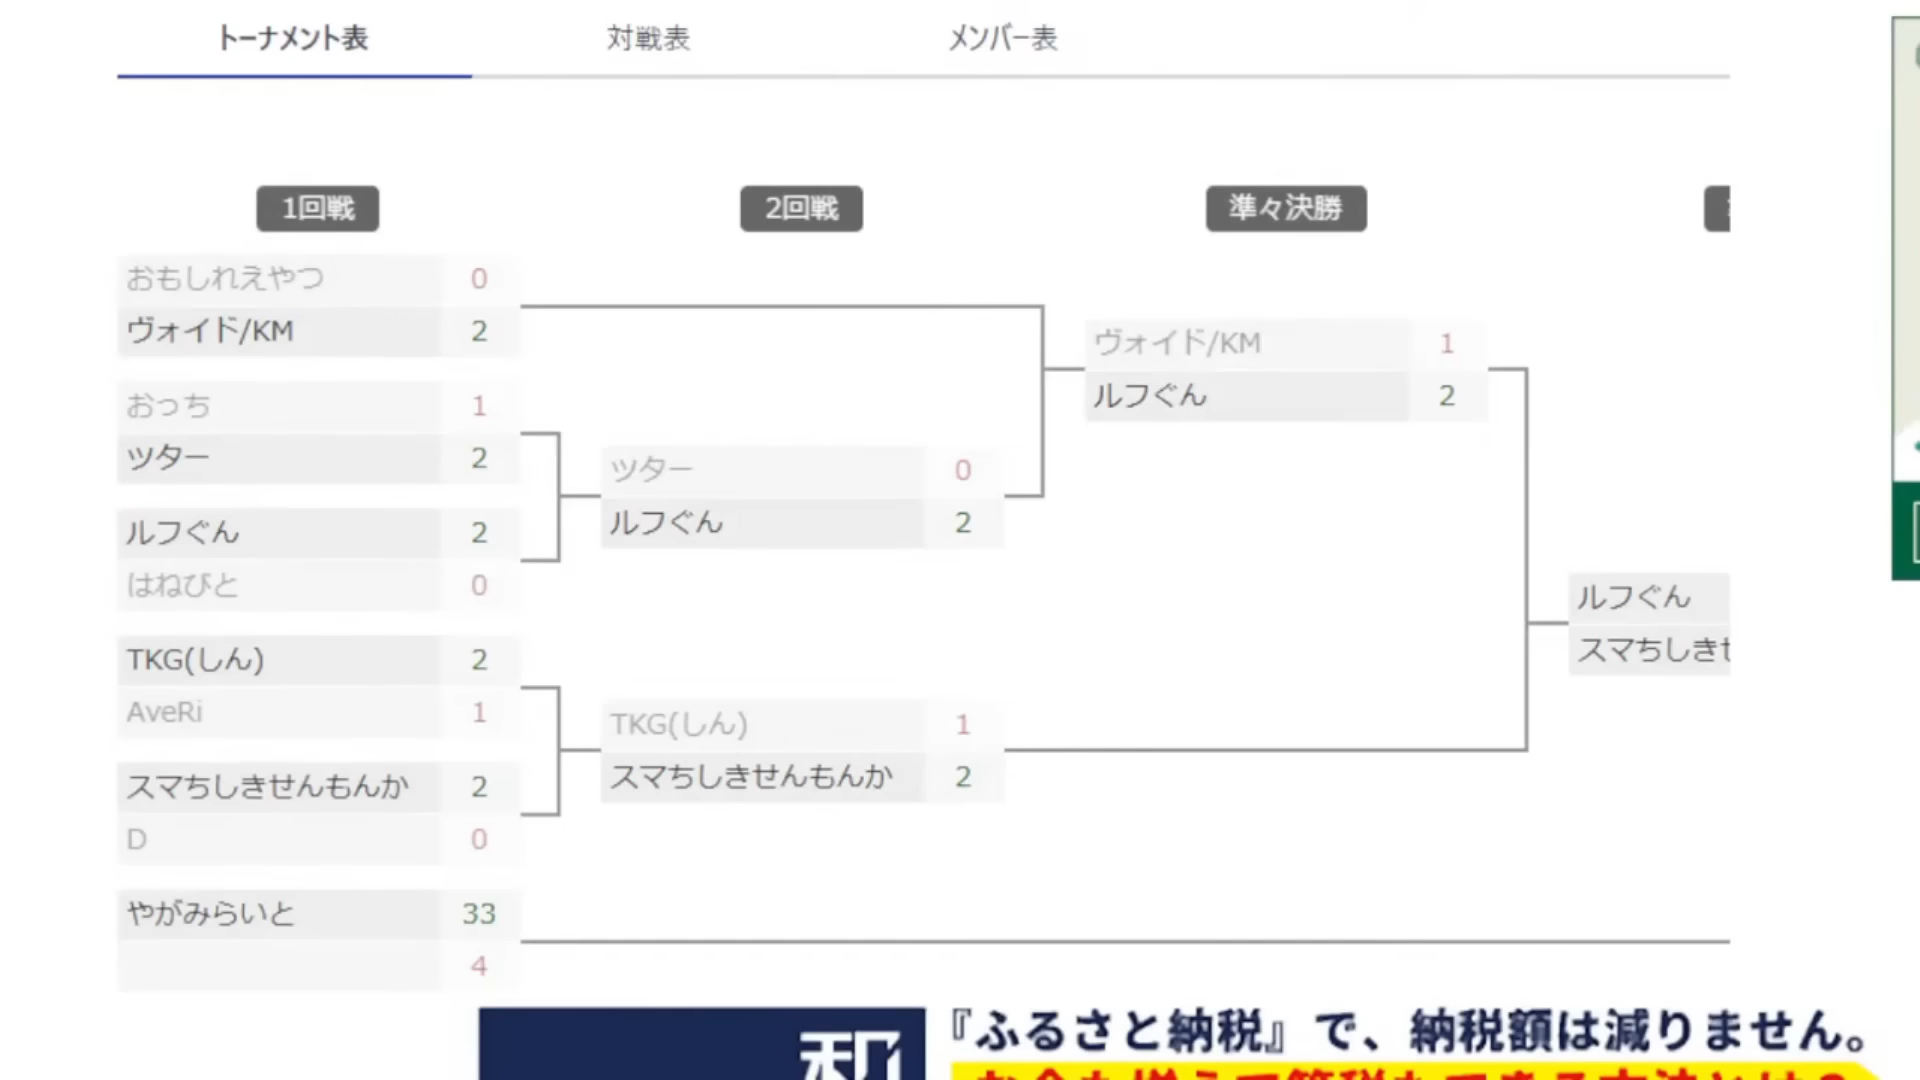 トーナメント表
対戦表
メンバー表
1回戦
2回戦
準々決勝
おもしれえやつ 0
ヴォイド/KM 2
おっち 1
ツター 2
ルフぐん 2
はねびと 0
TKG(しん) 2
AveRi 1
スマちしきせんもんか 2
D 0
やがみらいと 33
4
ツター 0
ルフぐん 2
TKG(しん) 1
スマちしきせんもんか 2
ヴォイド/KM 1
ルフぐん 2
ルフぐん
スマちしきせ
『ふるさと納税』で、納税額は減りません。